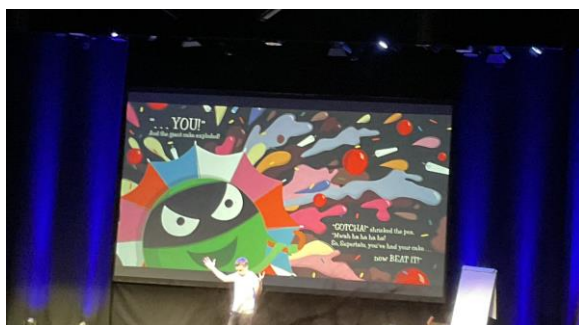 ... YOU!"
And the giant cake exploded!
"GOTCHA!" shrieked the pea.
"Mwah ha ha ha ha!
So, Supertato, you've had your cake...
now BEAT IT!"